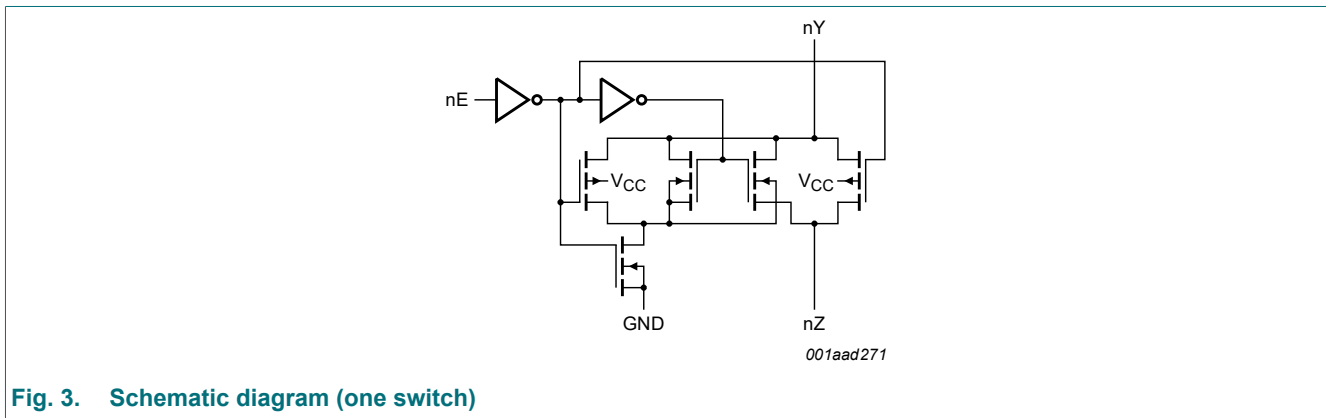 nY
nE
VCC
VCC
GND
nZ
001aad271
Fig. 3. Schematic diagram (one switch)